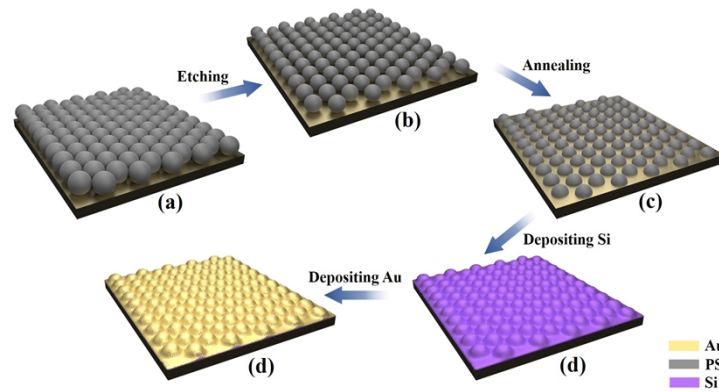 Etching
Annealing
(a)
(b)
(c)
Depositing Si
Depositing Au
(d)
(d)
Au
PS
Si